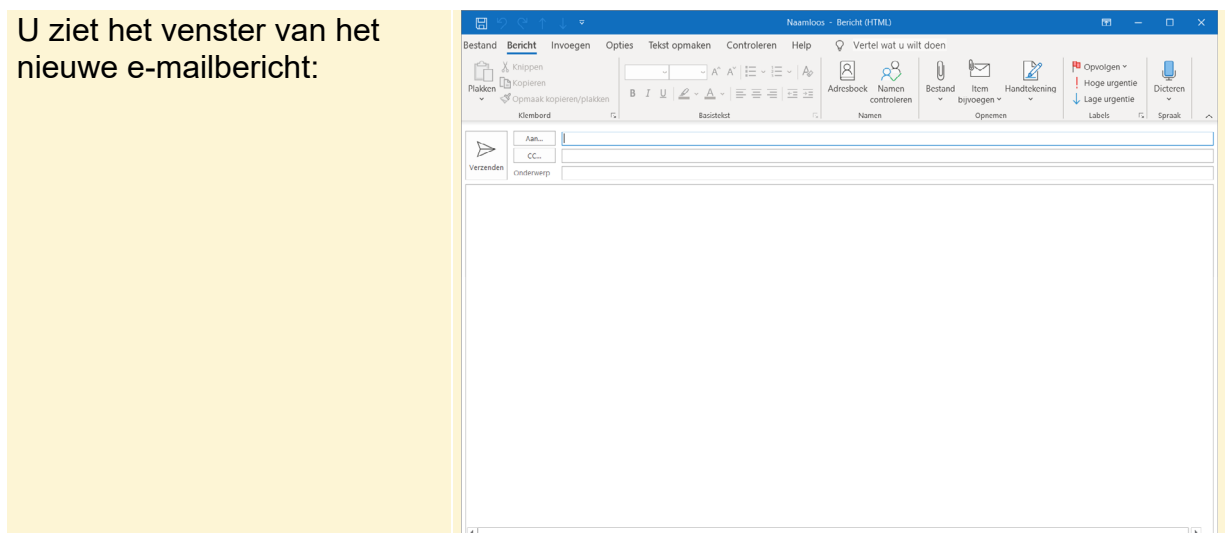 U ziet het venster van het
nieuwe e-mailbericht:
Naamloos - Bericht (HTML)
Bestand Bericht Invoegen Opties Tekst opmaken Controleren Help Vertel wat u wilt doen
Plakken
Knippen
Kopiëren
Opmaak kopiëren/plakken
Klembord
B I U A A A A
Basistekst
Adresboek
Namen
controleren
Namen
Bestand
Item
bijvoegen
Handtekening
Opnemen
Opvolgen
Hoge urgentie
Lage urgentie
Labels
Dicteren
Spraak
Verzenden
Aan...
CC...
Onderwerp